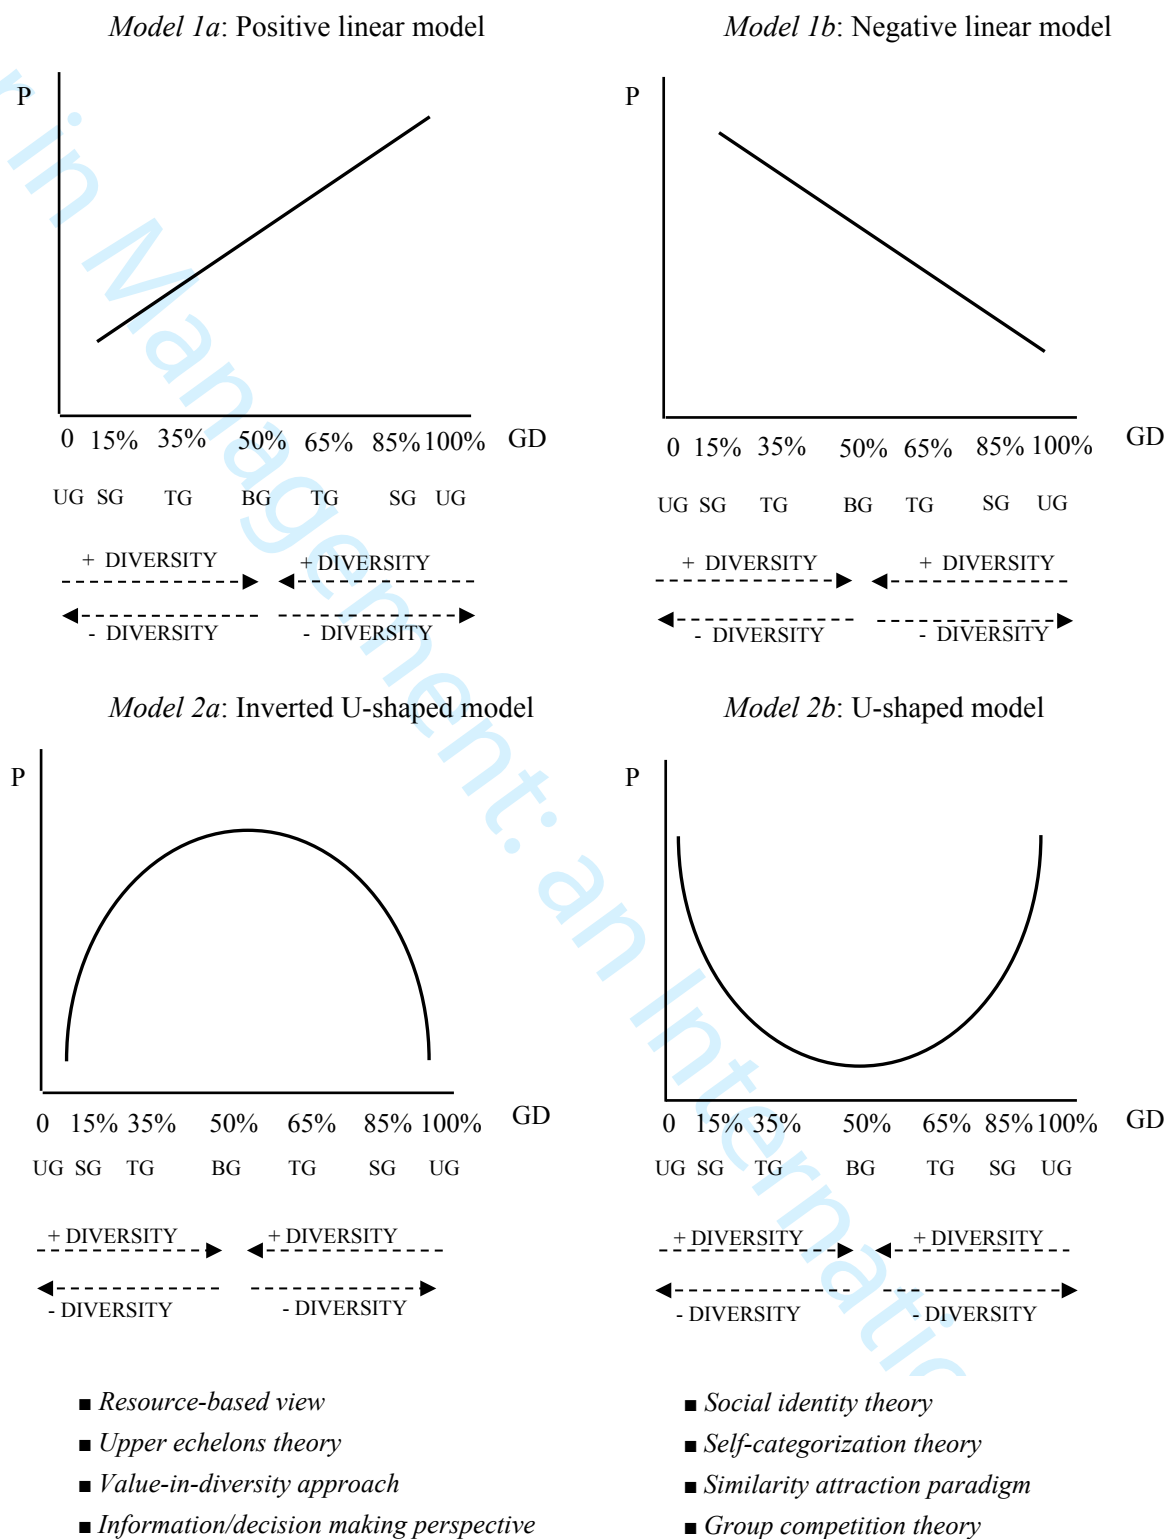 Model 1a: Positive linear model
P
0 15% 35% 50% 65% 85% 100% GD
UG SG TG BG TG SG UG
+ DIVERSITY + DIVERSITY
- DIVERSITY - DIVERSITY
Model 1b: Negative linear model
P
0 15% 35% 50% 65% 85% 100% GD
UG SG TG BG TG SG UG
+ DIVERSITY + DIVERSITY
- DIVERSITY - DIVERSITY
Model 2a: Inverted U-shaped model
P
0 15% 35% 50% 65% 85% 100% GD
UG SG TG BG TG SG UG
+ DIVERSITY + DIVERSITY
- DIVERSITY - DIVERSITY
Model 2b: U-shaped model
P
0 15% 35% 50% 65% 85% 100% GD
UG SG TG BG TG SG UG
+ DIVERSITY + DIVERSITY
- DIVERSITY - DIVERSITY
■ Resource-based view
■ Upper echelons theory
■ Value-in-diversity approach
■ Information/decision making perspective
■ Social identity theory
■ Self-categorization theory
■ Similarity attraction paradigm
■ Group competition theory
in Management: an